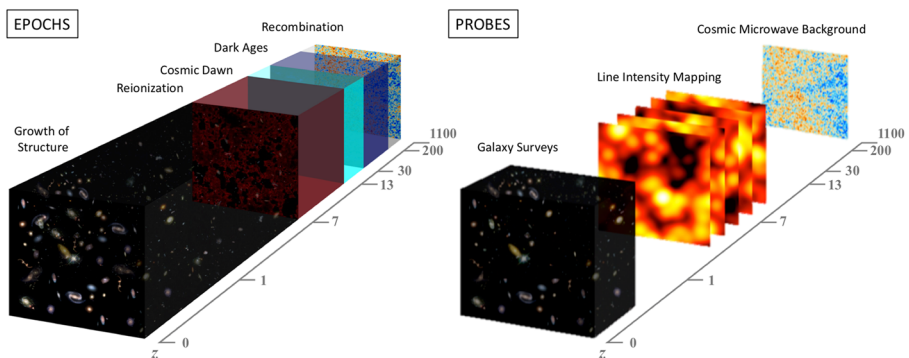 EPOCHS
Recombination
Dark Ages
Cosmic Dawn
Reionization
Growth of
Structure
1100
200
30
13
7
1
0
z
PROBES
Cosmic Microwave Background
Line Intensity Mapping
Galaxy Surveys
1100
200
30
13
7
1
0
z